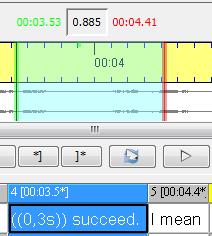 00:03.53 0.885 00:04.41
00:04
*] ]*
4 [00:03.5*] 5 [00:04.4*]
((0,3s)) succeed. I mean